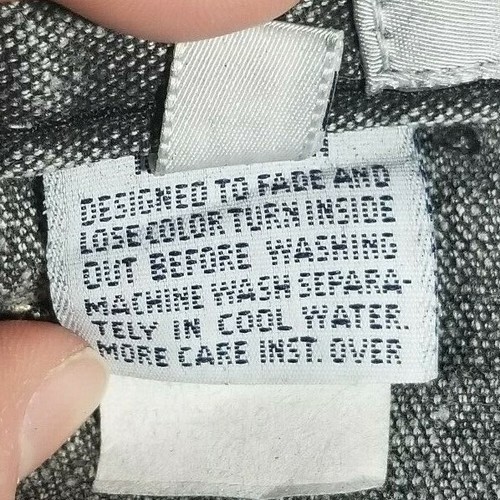 DESIGNED TO FADE AND
LOSE COLOR TURN INSIDE
OUT BEFORE WASHING
MACHINE WASH SEPARA-
TELY IN COOL WATER.
MORE CARE INST. OVER